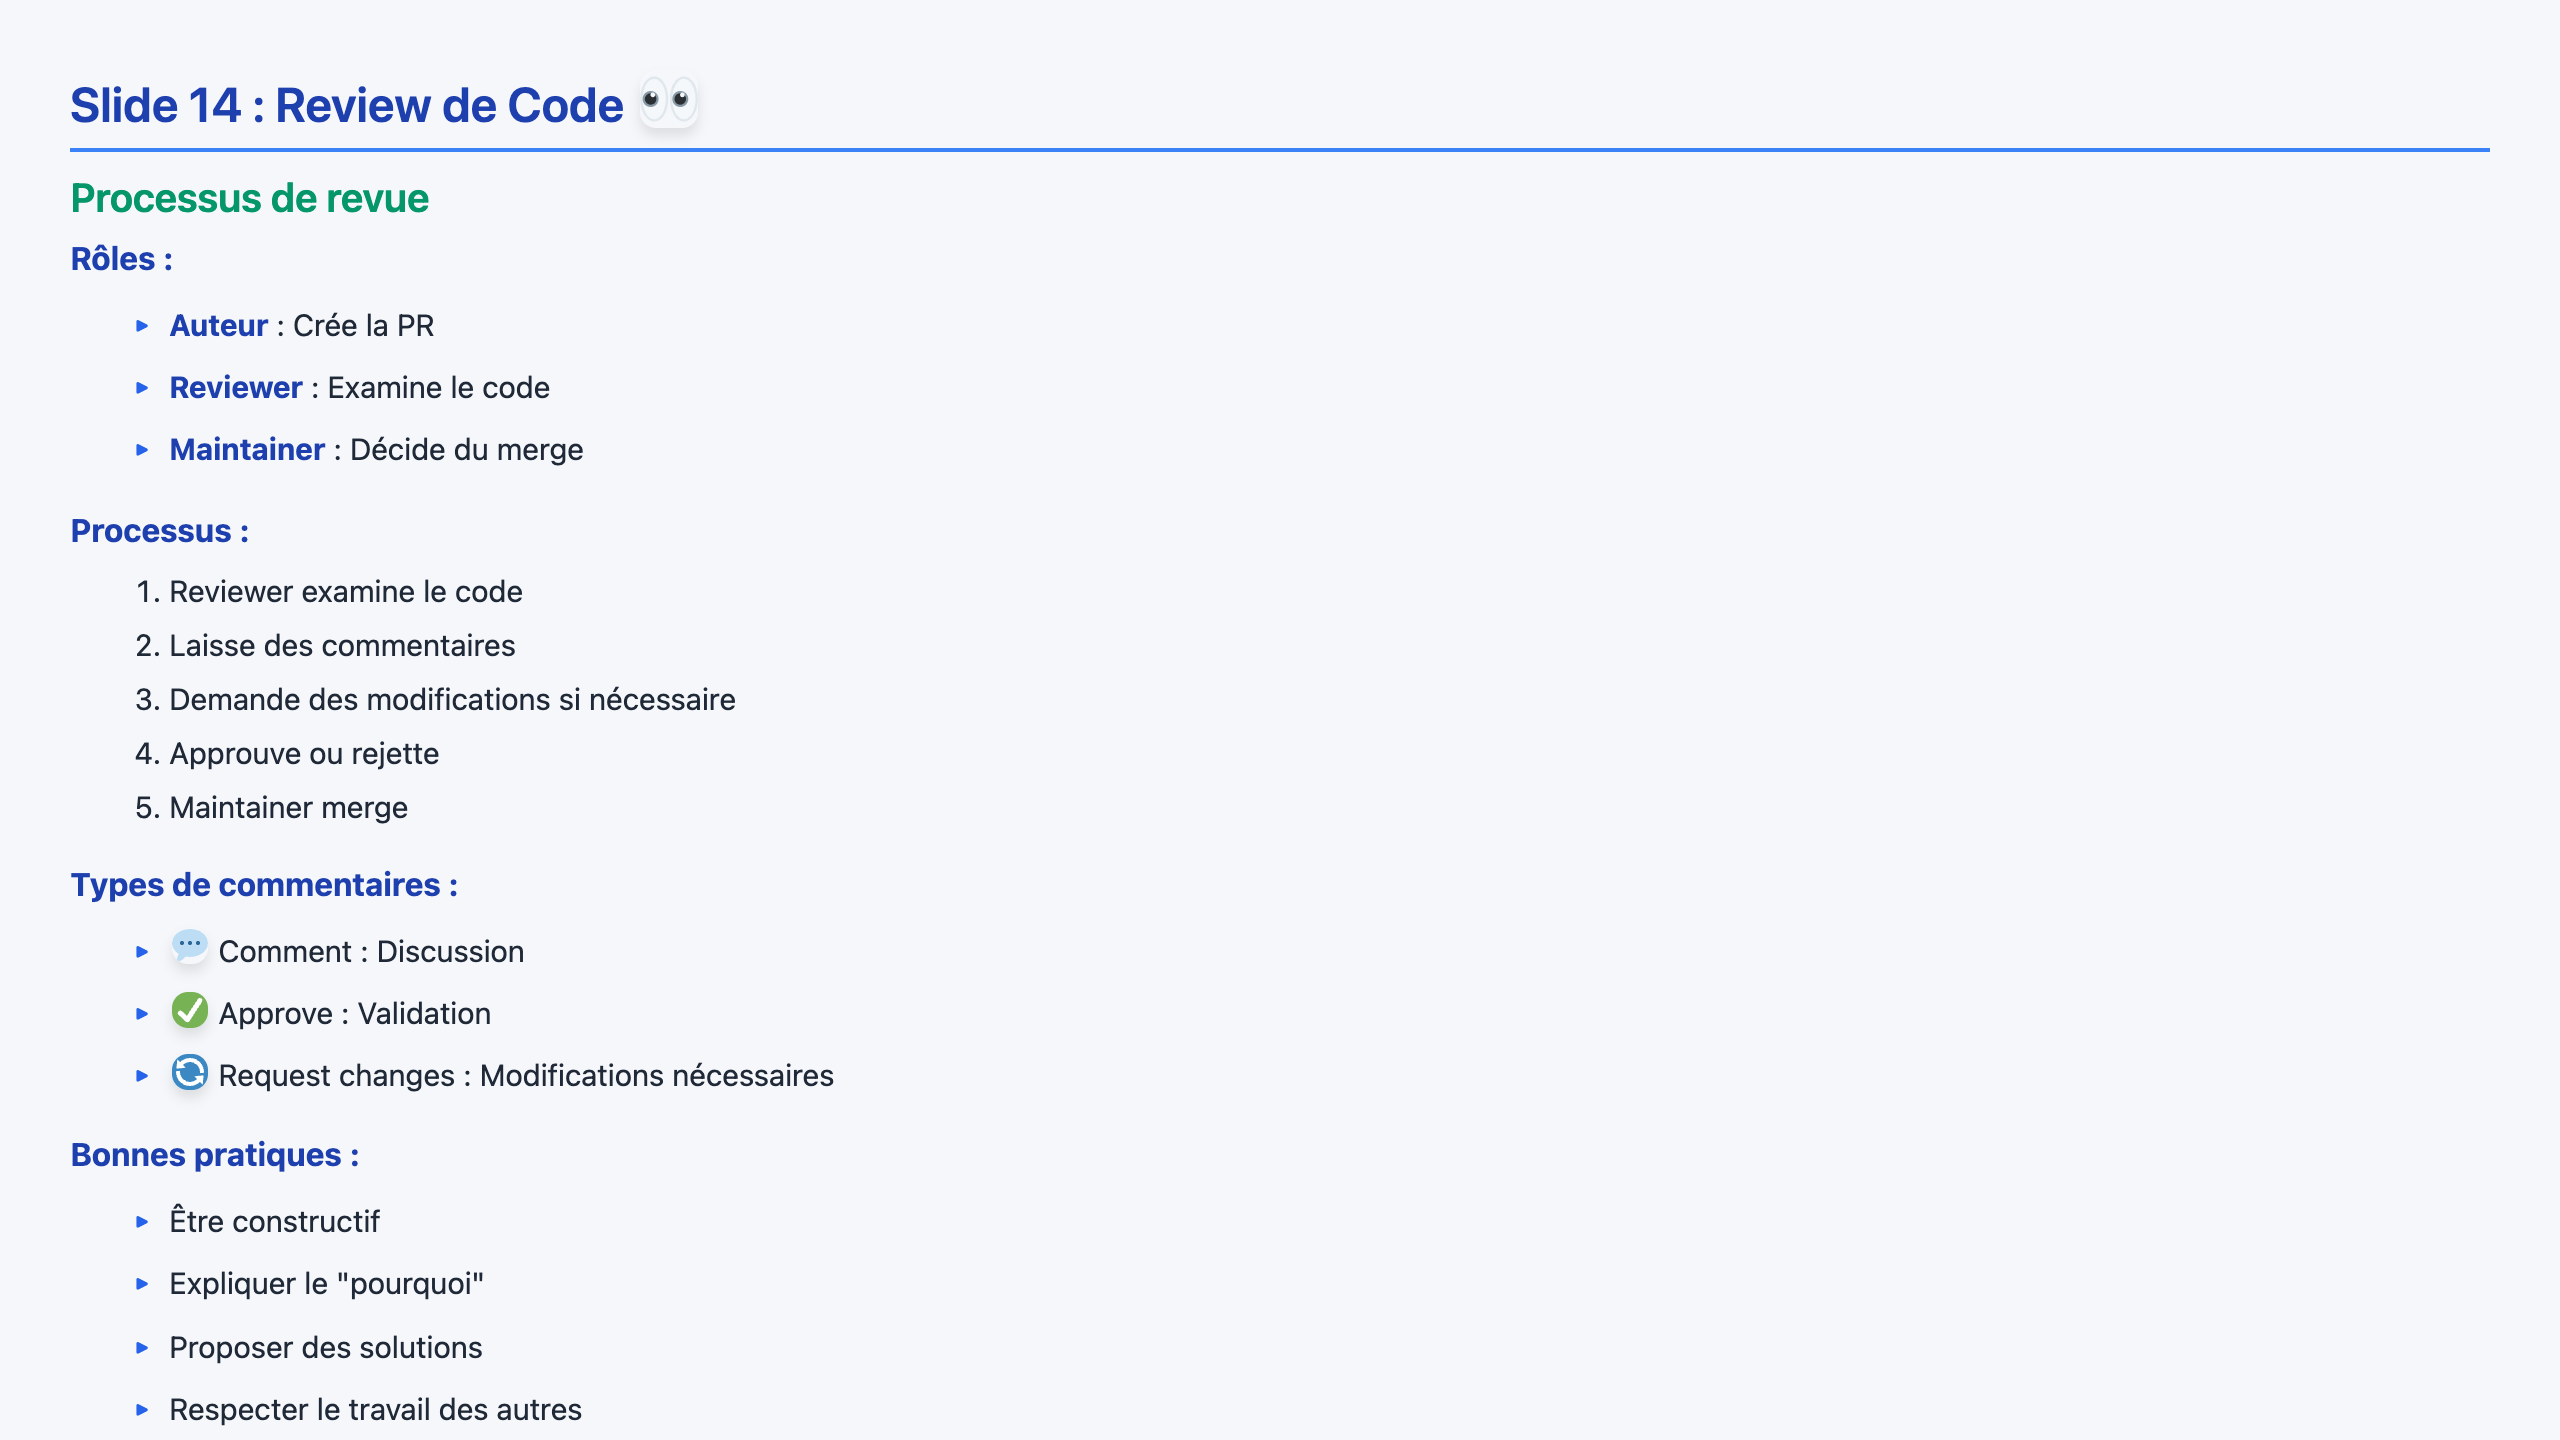 Slide 14 : Review de Code 👀
Processus de revue
Rôles :
▸ Auteur : Crée la PR
▸ Reviewer : Examine le code
▸ Maintainer : Décide du merge
Processus :
1. Reviewer examine le code
2. Laisse des commentaires
3. Demande des modifications si nécessaire
4. Approuve ou rejette
5. Maintainer merge
Types de commentaires :
▸ 💬 Comment : Discussion
▸ ✅ Approve : Validation
▸ 🔄 Request changes : Modifications nécessaires
Bonnes pratiques :
▸ Être constructif
▸ Expliquer le "pourquoi"
▸ Proposer des solutions
▸ Respecter le travail des autres